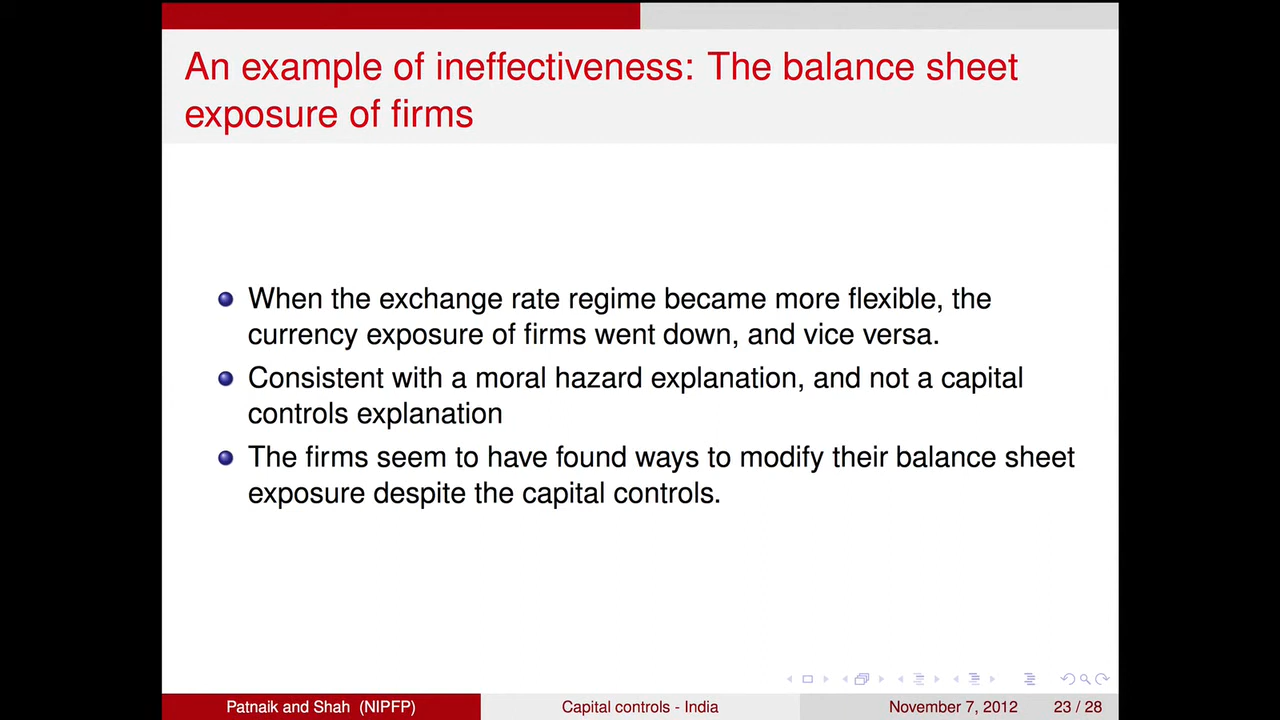 An example of ineffectiveness: The balance sheet
exposure of firms
When the exchange rate regime became more flexible, the
currency exposure of firms went down, and vice versa.
Consistent with a moral hazard explanation, and not a capital
controls explanation
The firms seem to have found ways to modify their balance sheet
exposure despite the capital controls.
Patnaik and Shah (NIPFP) Capital controls - India November 7, 2012 23 / 28